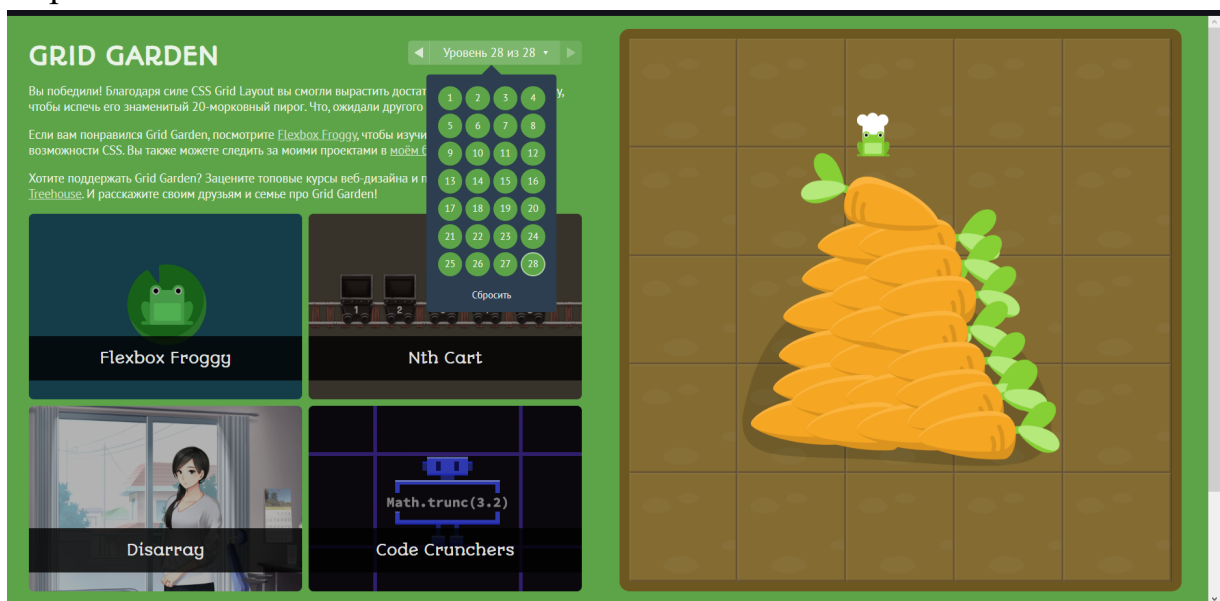 GRID GARDEN
Уровень 28 из 28
Вы победили! Благодаря силе CSS Grid Layout вы смогли вырастить достат
чтобы испечь его знаменитый 20-морковный пирог. Что, ожидали другого
Если вам понравился Grid Garden, посмотрите Flexbox Froggy, чтобы изучи
возможности CSS. Вы также можете следить за моими проектами в моём б
Хотите поддержать Grid Garden? Зацените топовые курсы веб-дизайна и п
Treehouse. И расскажите своим друзьям и семье про Grid Garden!
1 2 3 4
5 6 7 8
9 10 11 12
13 14 15 16
17 18 19 20
21 22 23 24
25 26 27 28
Сбросить
1 2
Flexbox Froggy
Nth Cart
Math.trunc(3.2)
Disarray
Code Crunchers